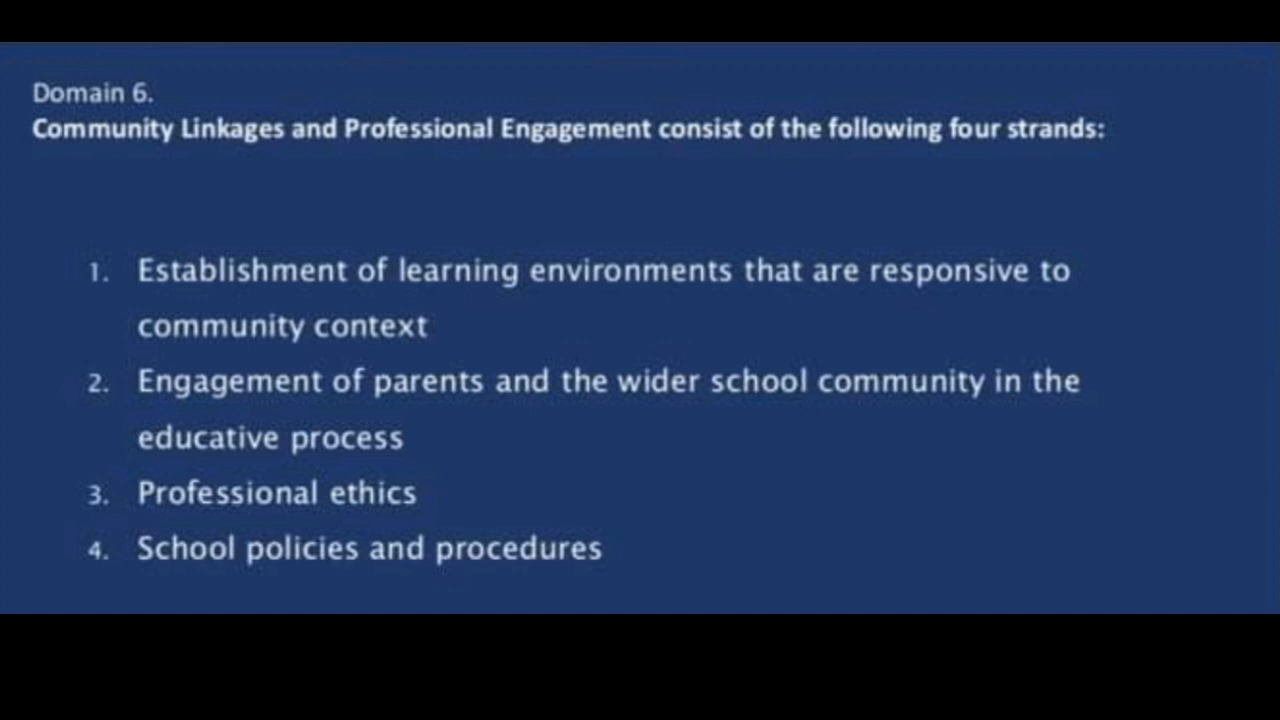 Domain 6.
Community Linkages and Professional Engagement consist of the following four strands:
1. Establishment of learning environments that are responsive to
community context
2. Engagement of parents and the wider school community in the
educative process
3. Professional ethics
4. School policies and procedures